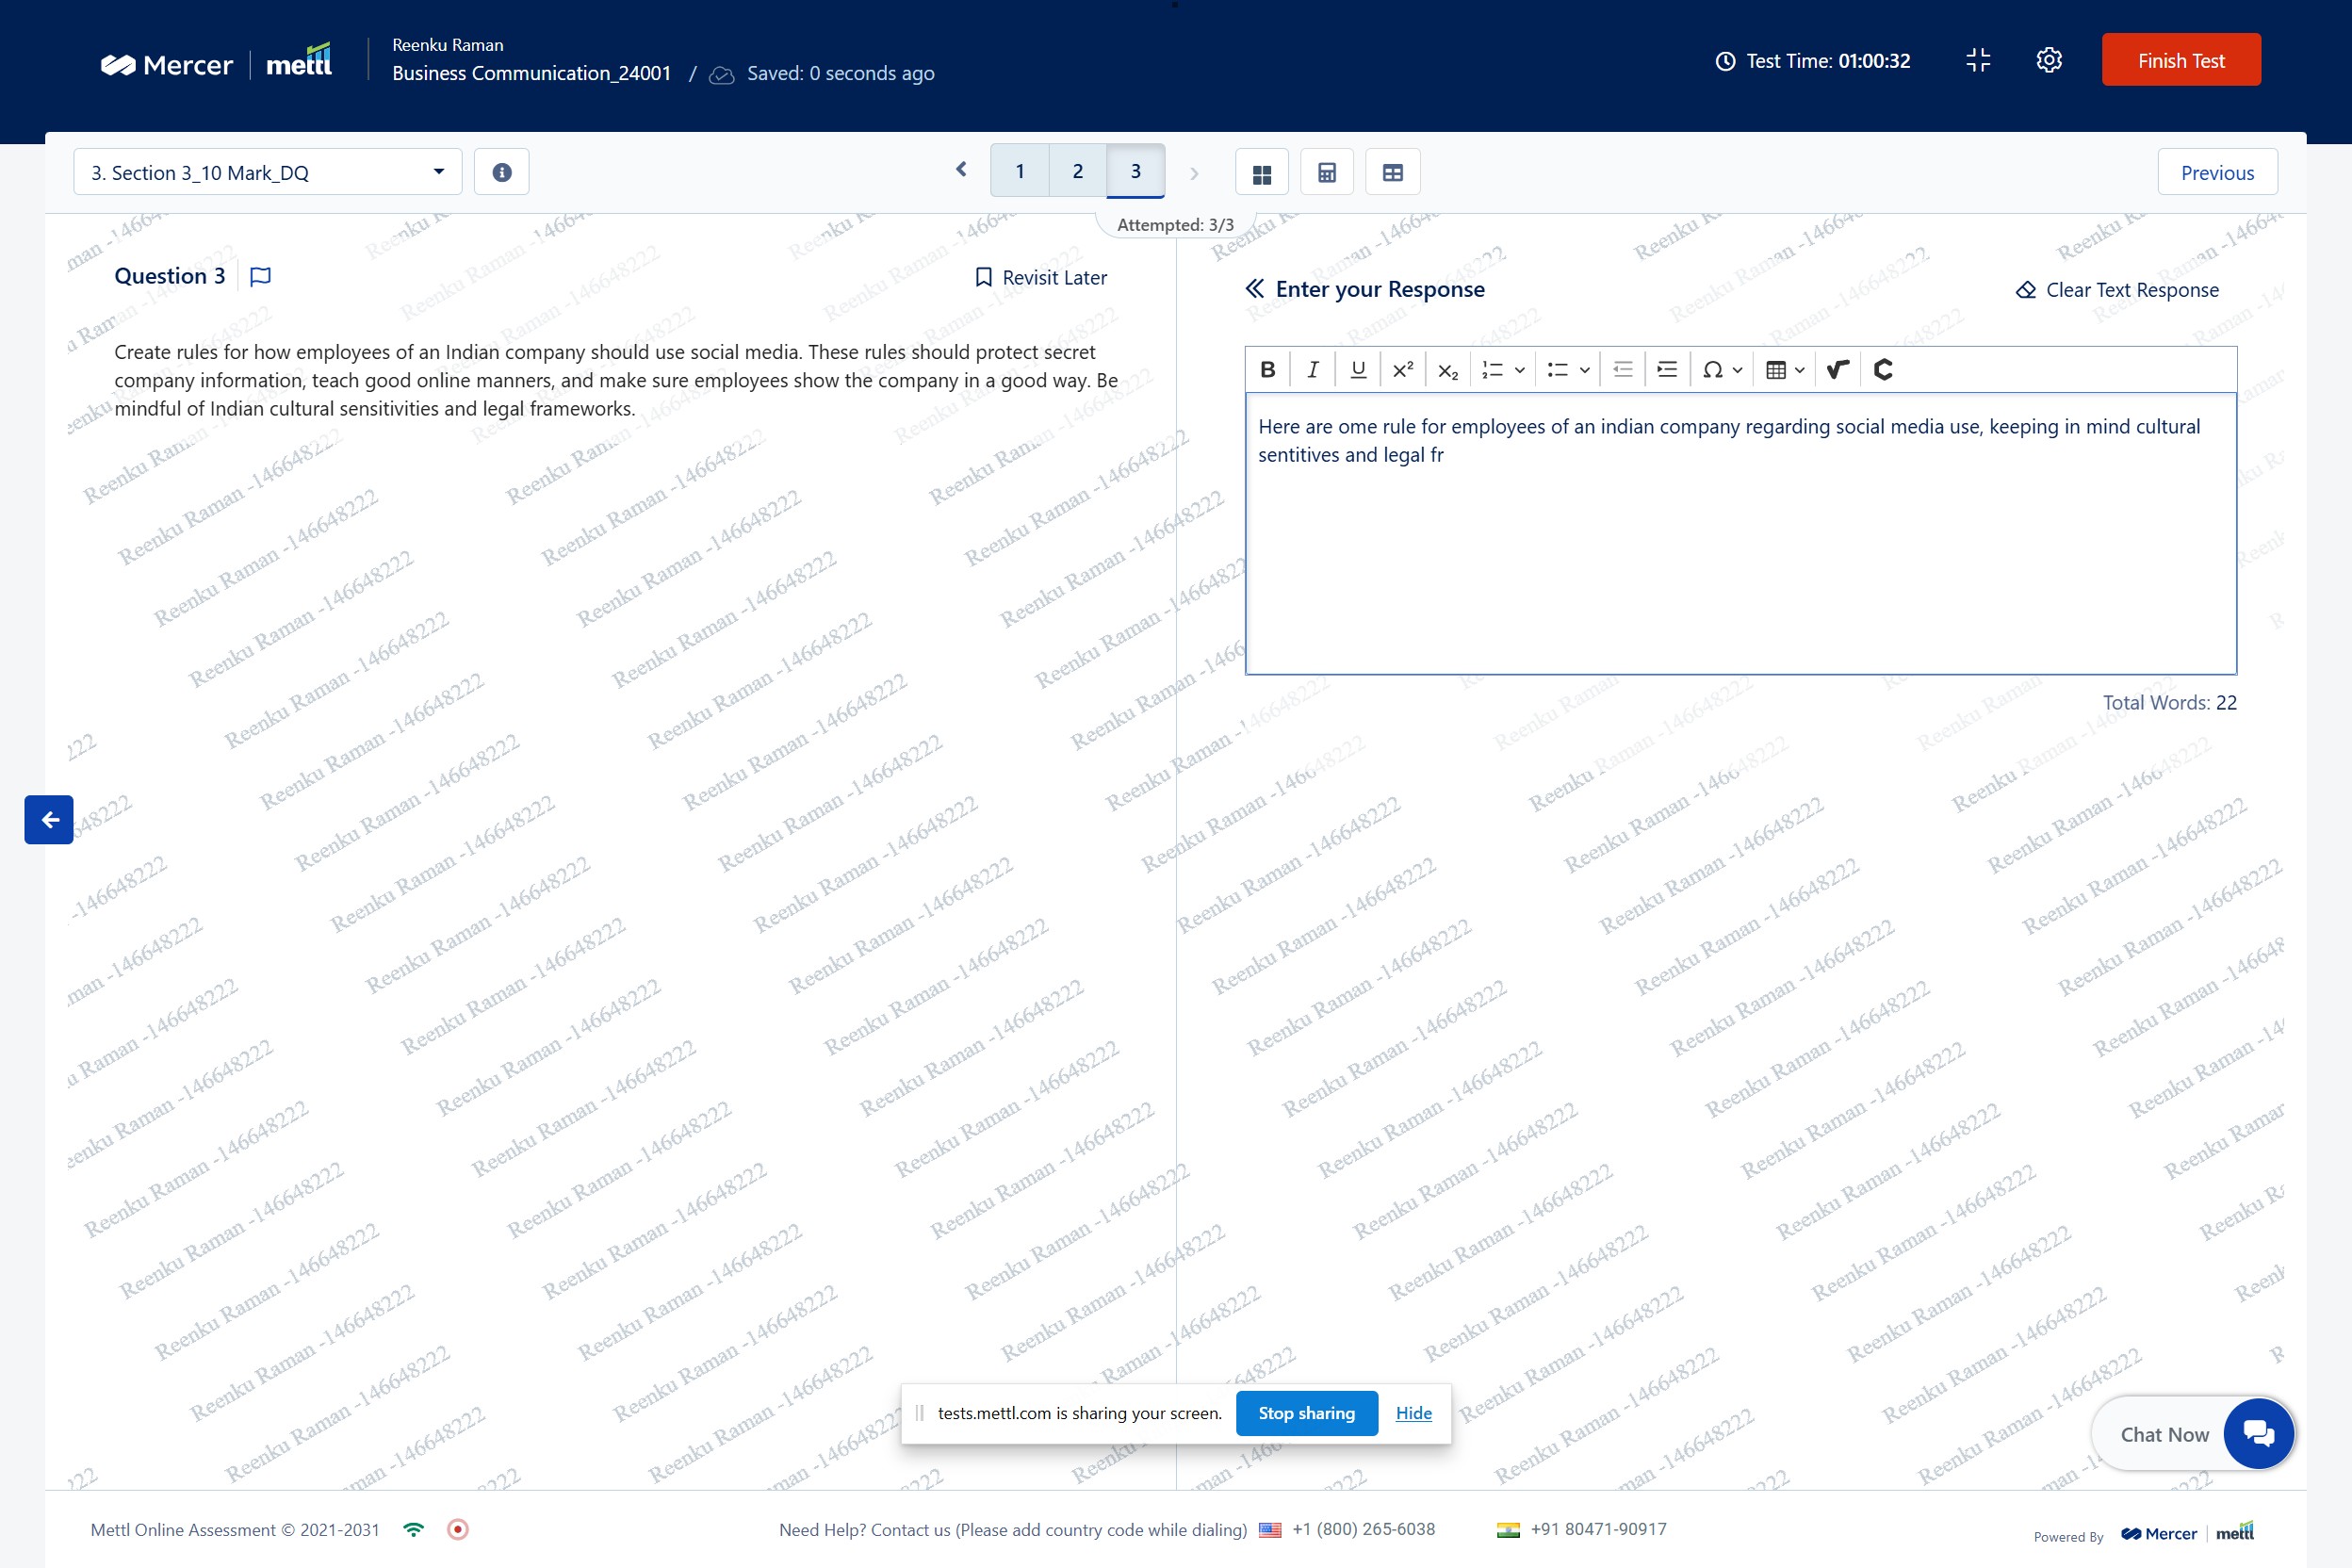 Mercer | mettl
Reenku Raman
Business Communication_24001 / Saved: 0 seconds ago
Test Time: 01:00:32
Finish Test
3. Section 3_10 Mark_DQ
1 2 3
Previous
Attempted: 3/3
Question 3
Revisit Later
Create rules for how employees of an Indian company should use social media. These rules should protect secret
company information, teach good online manners, and make sure employees show the company in a good way. Be
mindful of Indian cultural sensitivities and legal frameworks.
Enter your Response
Clear Text Response
B I U x² x₂ Ω
Here are ome rule for employees of an indian company regarding social media use, keeping in mind cultural
sentitives and legal fr
Total Words: 22
Reenku Raman -146648222
tests.mettl.com is sharing your screen. Stop sharing Hide
Chat Now
Mettl Online Assessment © 2021-2031
Need Help? Contact us (Please add country code while dialing) +1 (800) 265-6038 +91 80471-90917
Powered By Mercer | mettl